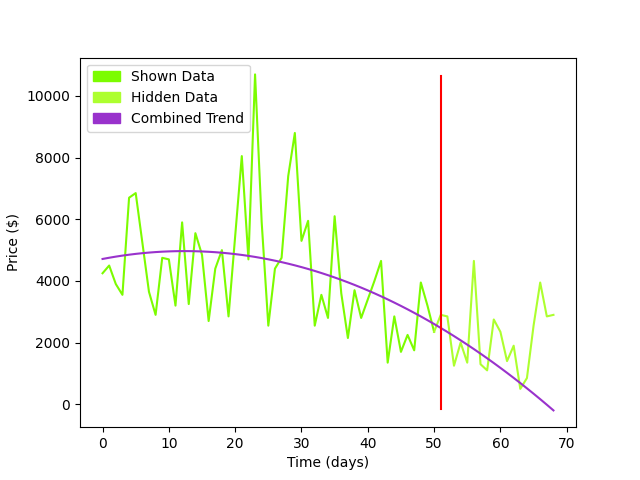 Shown Data
Hidden Data
Combined Trend
10000
8000
6000
4000
2000
0
Price ($)
0 10 20 30 40 50 60 70
Time (days)